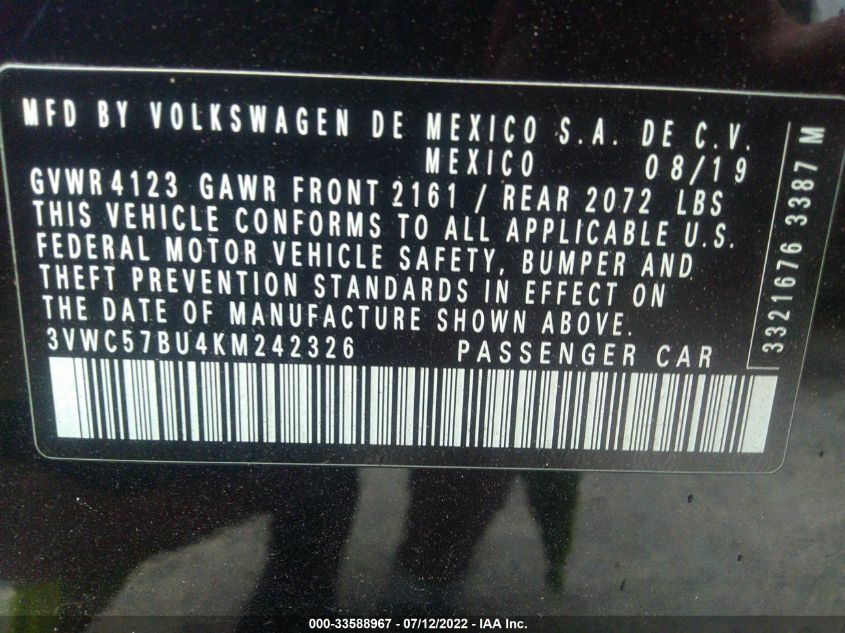 MFD BY VOLKSWAGEN DE MEXICO S.A. DE C.V.
MEXICO 08/19
GVWR 4123 GAWR FRONT 2161 / REAR 2072 LBS
THIS VEHICLE CONFORMS TO ALL APPLICABLE U.S.
FEDERAL MOTOR VEHICLE SAFETY, BUMPER AND
THEFT PREVENTION STANDARDS IN EFFECT ON
THE DATE OF MANUFACTURE SHOWN ABOVE.
3VWC57BU4KM242326 PASSENGER CAR
3321676 3387 M
000-33588967 - 07/12/2022 - IAA Inc.